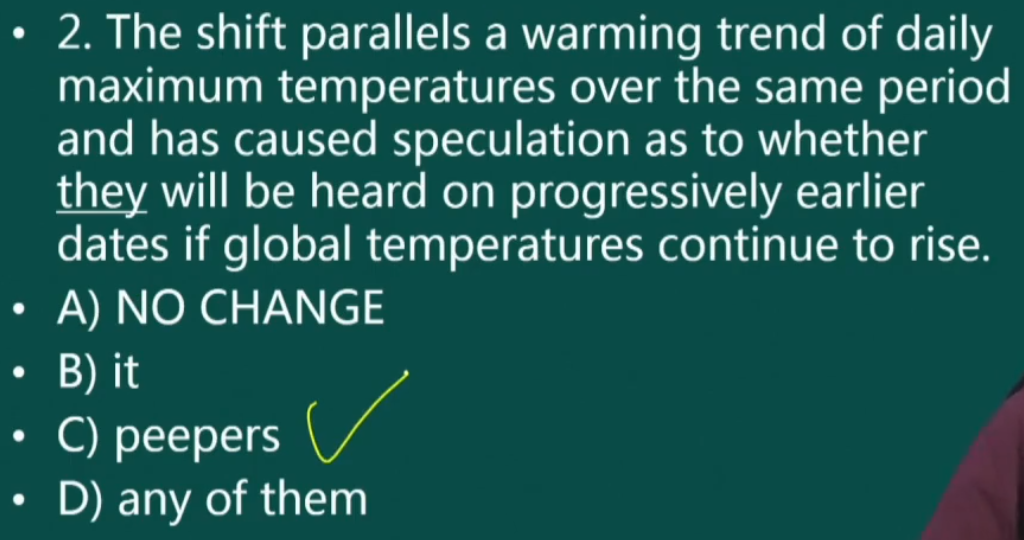 • 2. The shift parallels a warming trend of daily
maximum temperatures over the same period
and has caused speculation as to whether
they will be heard on progressively earlier
dates if global temperatures continue to rise.
• A) NO CHANGE
• B) it
• C) peepers
• D) any of them